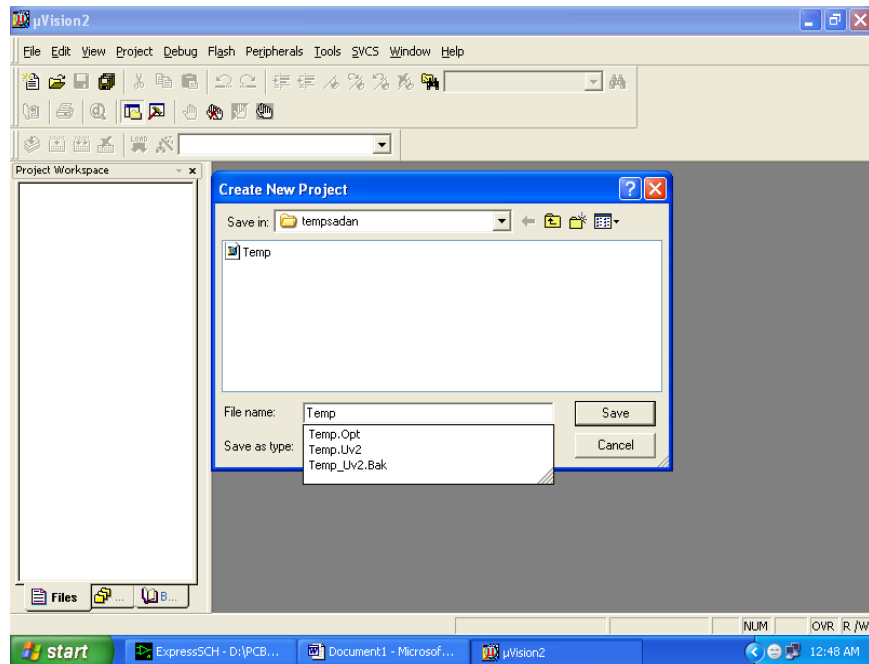 µVision2
File Edit View Project Debug Flash Peripherals Tools SVCS Window Help
LOAD
Project Workspace
Create New Project
Save in: tempsadan
Temp
File name: Temp Save
Temp.Opt
Save as type: Temp.Uv2 Cancel
Temp_Uv2.Bak
Files ... B...
NUM OVR R/W
start ExpressSCH - D:\PCB... Document1 - Microsof... µVision2 12:48 AM